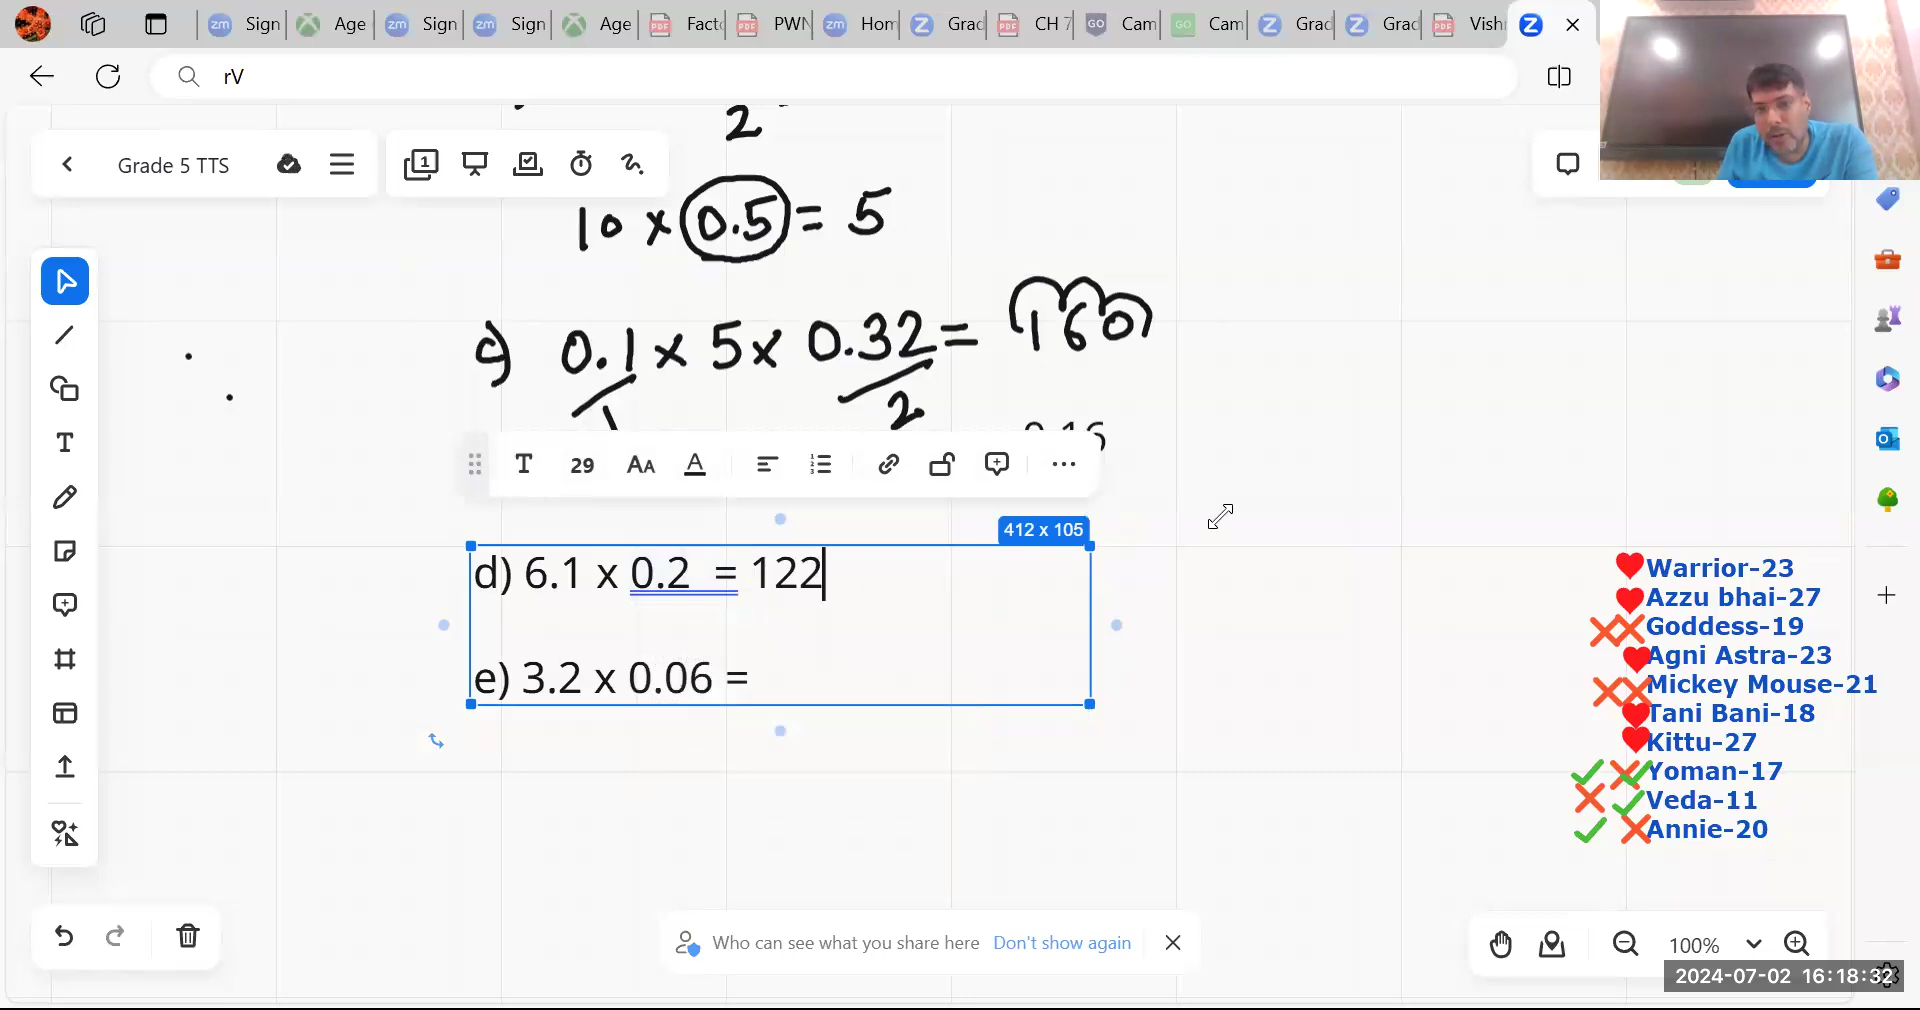 Sign
Age
Sign
Sign
Age
Fact
PWN
Hom
Grad
CH 7
Cam
Cam
Grad
Grad
Vish
rV
2
Grade 5 TTS
1
10 x 0.5 = 5
c) 0.1 x 5 x 0.32 = 160
1 2
29
412 x 105
d) 6.1 x 0.2 = 122
e) 3.2 x 0.06 =
Warrior-23
Azzu bhai-27
Goddess-19
Agni Astra-23
Mickey Mouse-21
Tani Bani-18
Kittu-27
Yoman-17
Veda-11
Annie-20
Who can see what you share here Don't show again
100%
2024-07-02 16:18:32